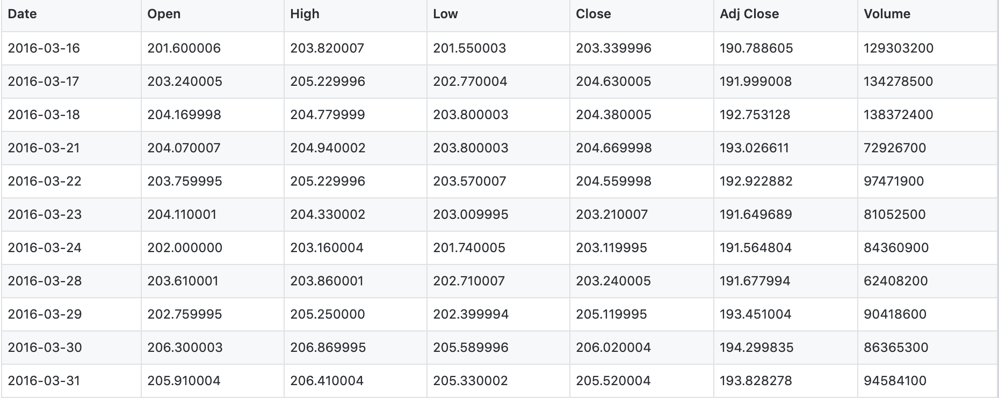 Date Open High Low Close Adj Close Volume
2016-03-16 201.600006 203.820007 201.550003 203.339996 190.788605 129303200
2016-03-17 203.240005 205.229996 202.770004 204.630005 191.999008 134278500
2016-03-18 204.169998 204.779999 203.800003 204.380005 192.753128 138372400
2016-03-21 204.070007 204.940002 203.800003 204.669998 193.026611 72926700
2016-03-22 203.759995 205.229996 203.570007 204.559998 192.922882 97471900
2016-03-23 204.110001 204.330002 203.009995 203.210007 191.649689 81052500
2016-03-24 202.000000 203.160004 201.740005 203.119995 191.564804 84360900
2016-03-28 203.610001 203.860001 202.710007 203.240005 191.677994 62408200
2016-03-29 202.759995 205.250000 202.399994 205.119995 193.451004 90418600
2016-03-30 206.300003 206.869995 205.589996 206.020004 194.299835 86365300
2016-03-31 205.910004 206.410004 205.330002 205.520004 193.828278 94584100